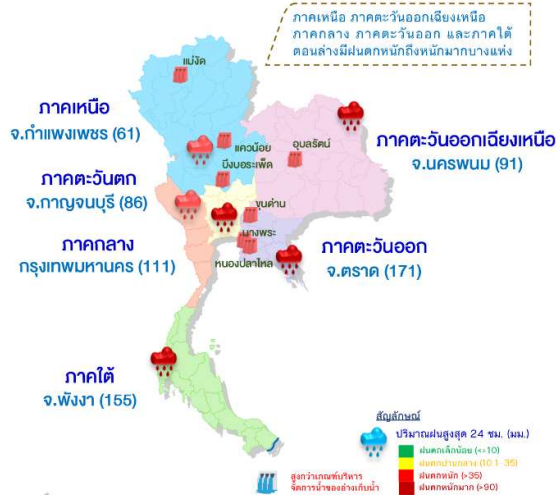 ภาคเหนือ ภาคตะวันออกเฉียงเหนือ
ภาคกลาง ภาคตะวันออก และภาคใต้
ตอนล่างมีฝนตกหนักถึงหนักมากบางแห่ง
แม่งัด
ภาคเหนือ
จ.กำแพงเพชร (61)
แควน้อย
บึงบอระเพ็ด
อุบลรัตน์
ภาคตะวันออกเฉียงเหนือ
จ.นครพนม (91)
ภาคตะวันตก
จ.กาญจนบุรี (86)
ขุนด่าน
นางพระ
หนองปลาไหล
ภาคกลาง
กรุงเทพมหานคร (111)
ภาคตะวันออก
จ.ตราด (171)
ภาคใต้
จ.พังงา (155)
สัญลักษณ์
ปริมาณฝนสูงสุด 24 ชม. (มม.)
ฝนตกเล็กน้อย (<=10)
ฝนตกปานกลาง (10.1-35)
ฝนตกหนัก (>35)
ฝนตกหนักมาก (>90)
สูงกว่าเกณฑ์บริหาร
จัดการน้ำของอ่างเก็บน้ำ